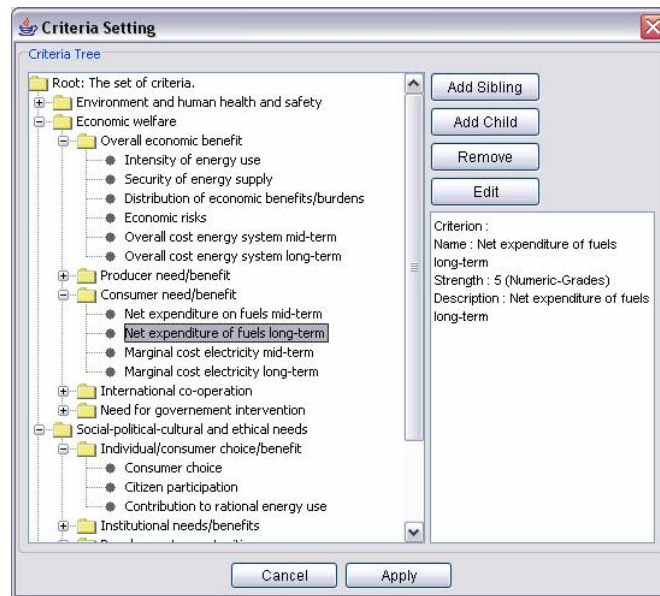 Criteria Setting
Criteria Tree
Root: The set of criteria.
Environment and human health and safety
Economic welfare
Overall economic benefit
Intensity of energy use
Security of energy supply
Distribution of economic benefits/burdens
Economic risks
Overall cost energy system mid-term
Overall cost energy system long-term
Producer need/benefit
Consumer need/benefit
Net expenditure on fuels mid-term
Net expenditure of fuels long-term
Marginal cost electricity mid-term
Marginal cost electricity long-term
International co-operation
Need for governement intervention
Social-political-cultural and ethical needs
Individual/consumer choice/benefit
Consumer choice
Citizen participation
Contribution to rational energy use
Institutional needs/benefits
Add Sibling
Add Child
Remove
Edit
Criterion :
Name : Net expenditure of fuels
long-term
Strength : 5 (Numeric-Grades)
Description : Net expenditure of fuels
long-term
Cancel
Apply